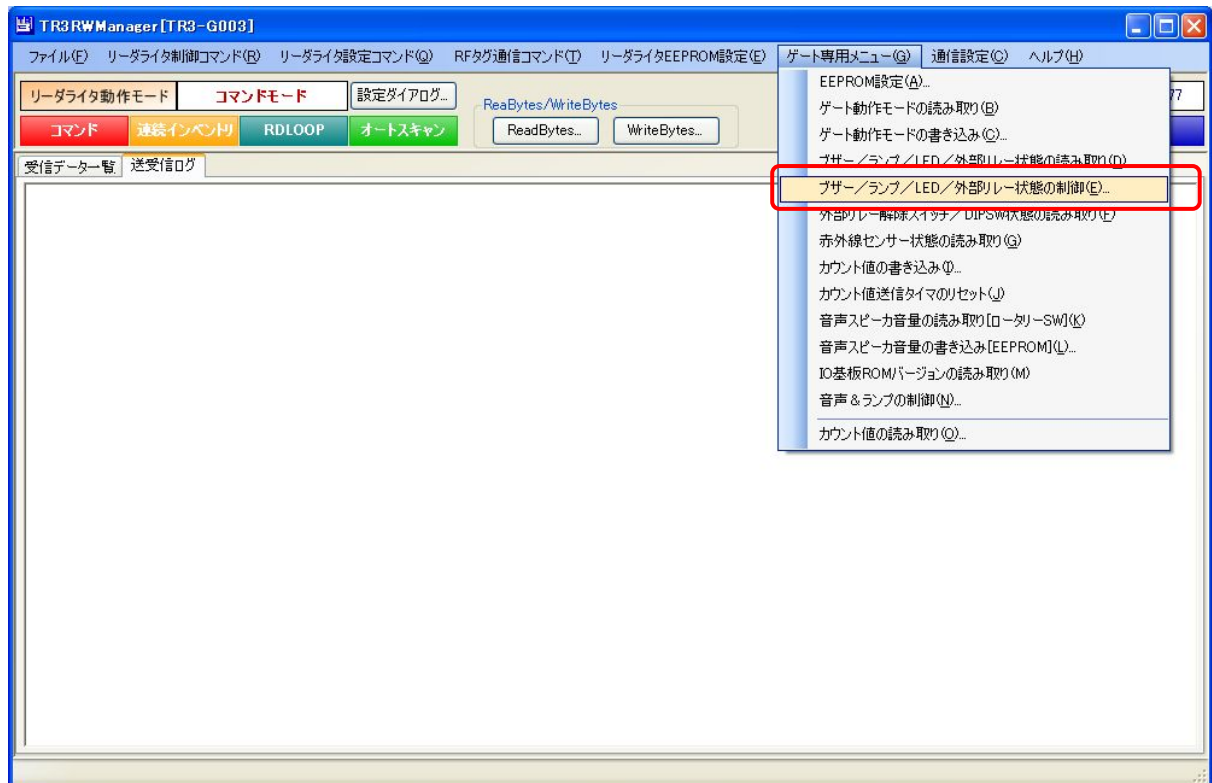 TR3RWManager[TR3-G003]
ファイル(F) リーダライタ制御コマンド(R) リーダライタ設定コマンド(Q) RFタグ通信コマンド(T) リーダライタEEPROM設定(E) ゲート専用メニュー(G) 通信設定(C) ヘルプ(H)
リーダライタ動作モード コマンドモード 設定ダイアログ...
コマンド 連続インベントリ RDLOOP オートスキャン
ReaBytes/WriteBytes
ReadBytes... WriteBytes...
77
受信データ一覧 送受信ログ
EEPROM設定(A)...
ゲート動作モードの読み取り(B)
ゲート動作モードの書き込み(C)...
ブザー/ランプ/LED/外部リレー状態の読み取り(D)
ブザー/ランプ/LED/外部リレー状態の制御(E)...
外部リレー解除スイッチ/DIPSW状態の読み取り(F)
赤外線センサー状態の読み取り(G)
カウント値の書き込み(I)...
カウント値送信タイマのリセット(J)
音声スピーカ音量の読み取り[ロータリーSW](K)
音声スピーカ音量の書き込み[EEPROM](L)...
IO基板ROMバージョンの読み取り(M)
音声&ランプの制御(N)...
カウント値の読み取り(O)...